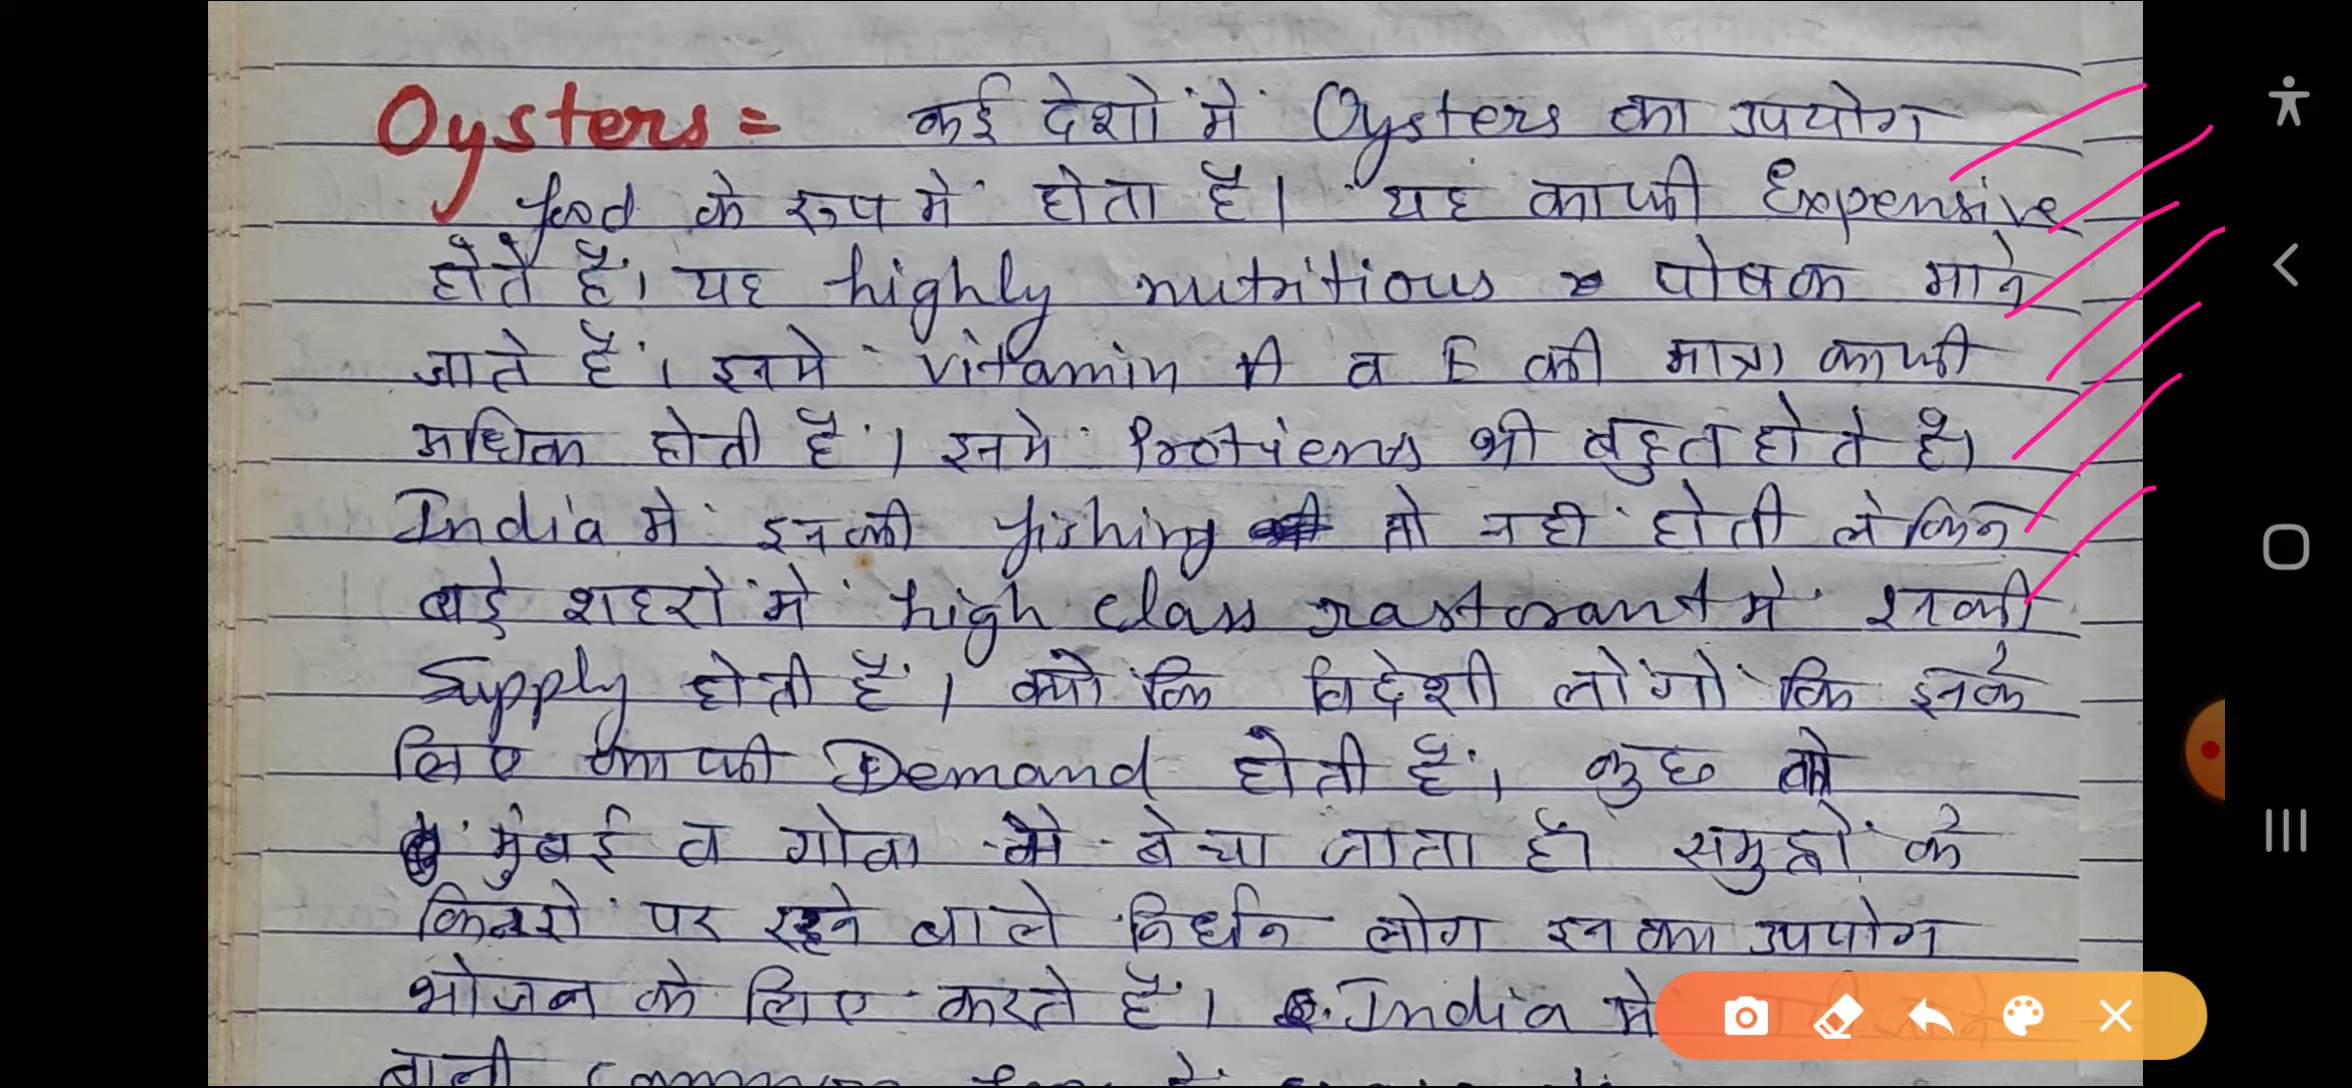 Oysters = कई देशों में Oysters का उपयोग
food के रूप में होता है। यह काफी Expensive
होते हैं। यह highly nutritious व पोषक माने
जाते हैं। इनमे vitamin A व E की मात्रा काफी
अधिक होती हैं। इनमे Protiens भी बहुत होते है।
India मे इनकी fishing तो नही होती लेकिन
बड़े शहरों में high class rastorant मे इनकी
Supply होती हैं। क्यों कि विदेशी लोंगों कि इनके
लिए काफी Demand होती हैं। कुछ को
मुंबई व गोवा मे बेचा जाता हैं। समुद्रों के
किनारो पर रहने वाले निर्धन लोग इनका उपयोग
भोजन के लिए करते हैं। India मे
वाली